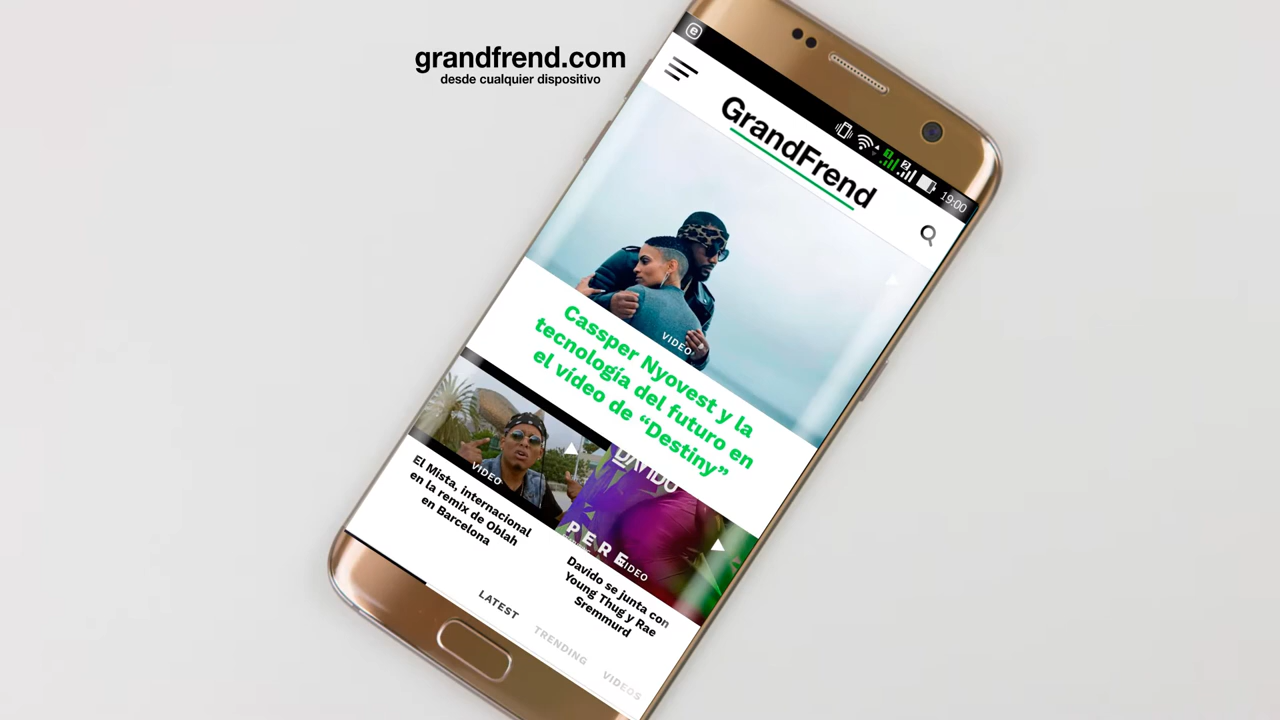 grandfrend.com
desde cualquier dispositivo
19:00
GrandFrend
VIDEO
Cassper Nyovest y la
tecnología del futuro en
el vídeo de “Destiny”
VIDEO
El Mista, internacional
en la remix de Oblah
en Barcelona
DAVIDO
PERE
VIDEO
Davido se junta con
Young Thug y Rae
Sremmurd
LATEST
TRENDING
VIDEOS